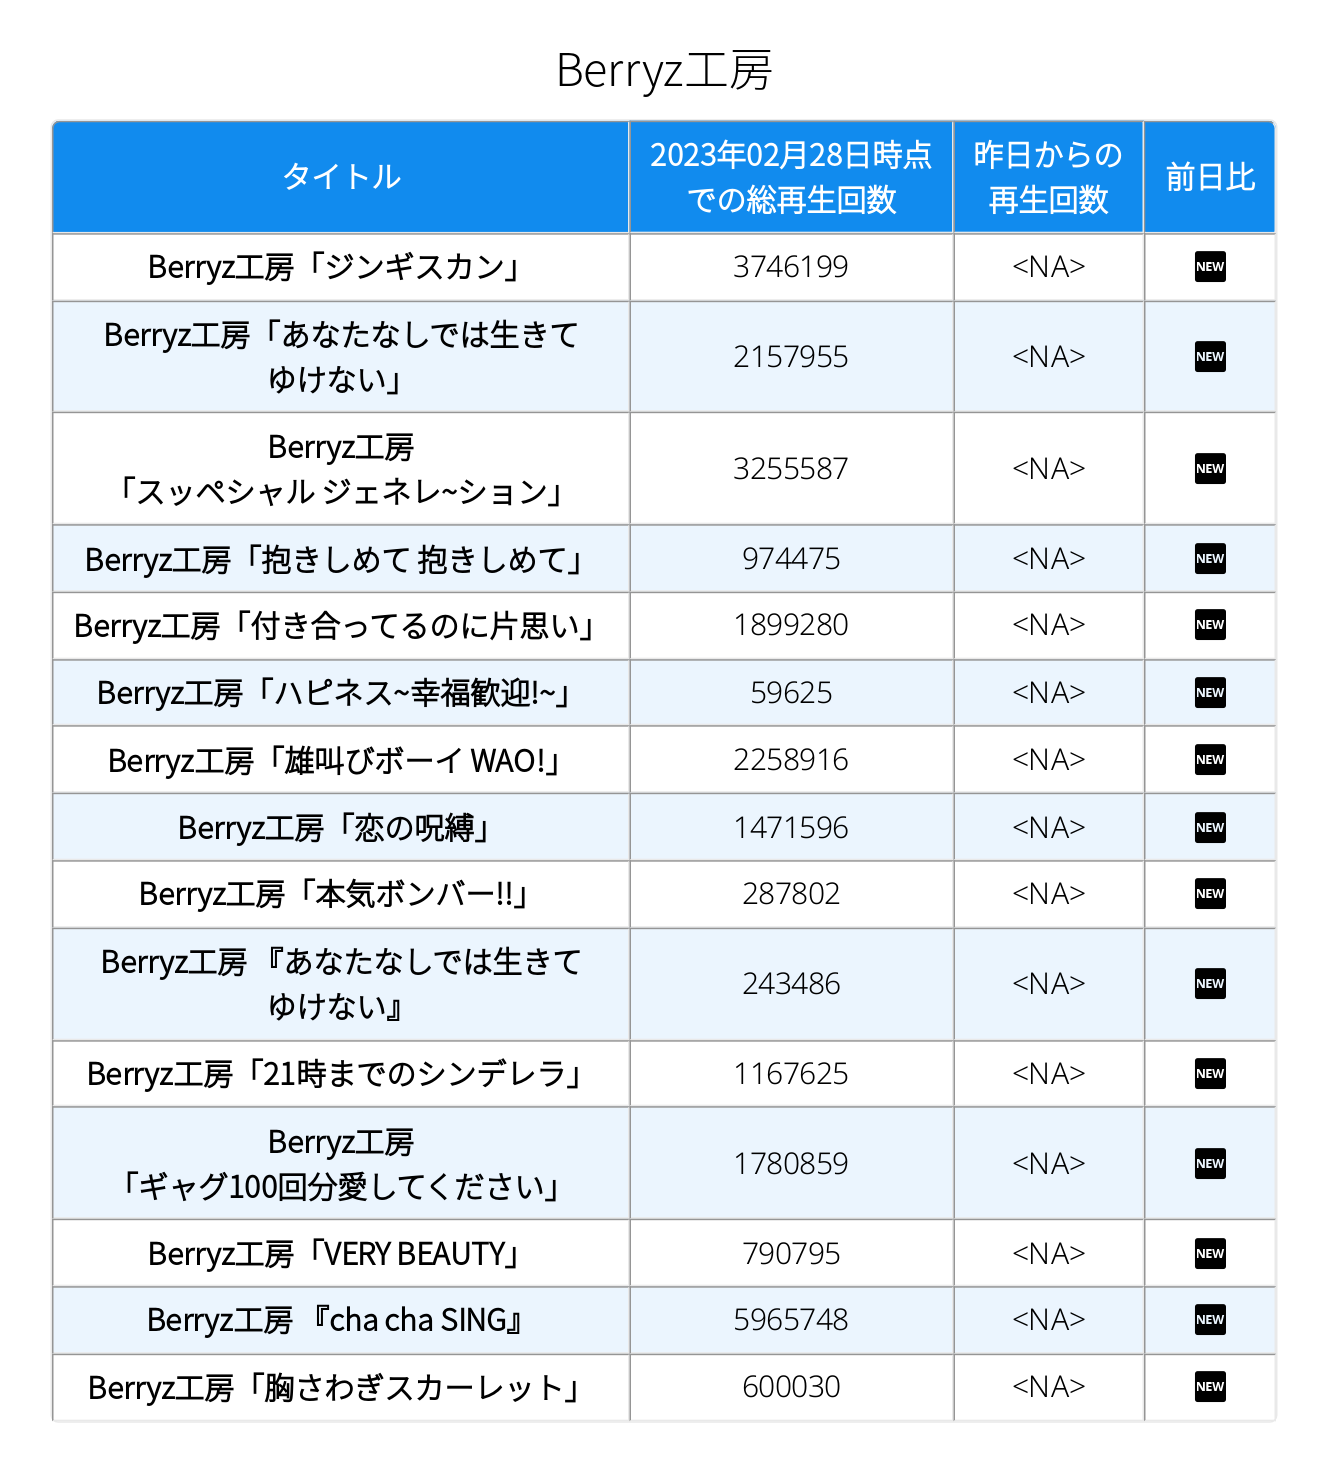 Berryz工房
タイトル
2023年02月28日時点
での総再生回数
昨日からの
再生回数
前日比
Berryz工房「ジンギスカン」
3746199
<NA>
NEW
Berryz工房「あなたなしでは生きて
ゆけない」
2157955
<NA>
NEW
Berryz工房
「スッペシャル ジェネレ~ション」
3255587
<NA>
NEW
Berryz工房「抱きしめて 抱きしめて」
974475
<NA>
NEW
Berryz工房「付き合ってるのに片思い」
1899280
<NA>
NEW
Berryz工房「ハピネス~幸福歓迎!~」
59625
<NA>
NEW
Berryz工房「雄叫びボーイ WAO!」
2258916
<NA>
NEW
Berryz工房「恋の呪縛」
1471596
<NA>
NEW
Berryz工房「本気ボンバー!!」
287802
<NA>
NEW
Berryz工房 『あなたなしでは生きて
ゆけない』
243486
<NA>
NEW
Berryz工房「21時までのシンデレラ」
1167625
<NA>
NEW
Berryz工房
「ギャグ100回分愛してください」
1780859
<NA>
NEW
Berryz工房「VERY BEAUTY」
790795
<NA>
NEW
Berryz工房 『cha cha SING』
5965748
<NA>
NEW
Berryz工房「胸さわぎスカーレット」
600030
<NA>
NEW